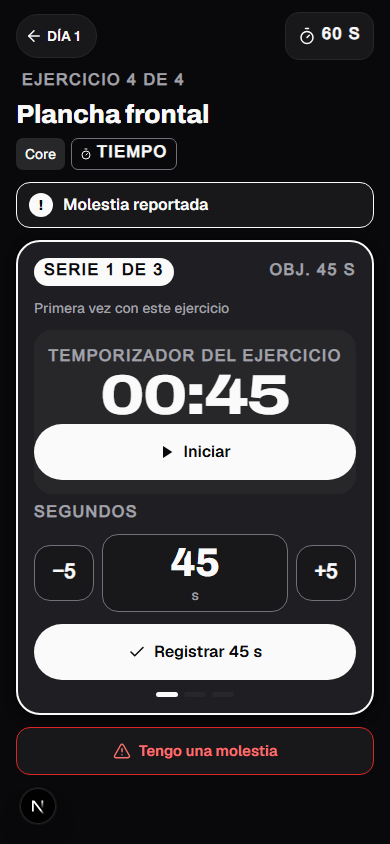 DÍA 1
60 S
EJERCICIO 4 DE 4
Plancha frontal
Core
TIEMPO
! Molestia reportada
SERIE 1 DE 3
OBJ. 45 S
Primera vez con este ejercicio
TEMPORIZADOR DEL EJERCICIO
00:45
Iniciar
SEGUNDOS
−5
45
s
+5
Registrar 45 s
Tengo una molestia
N